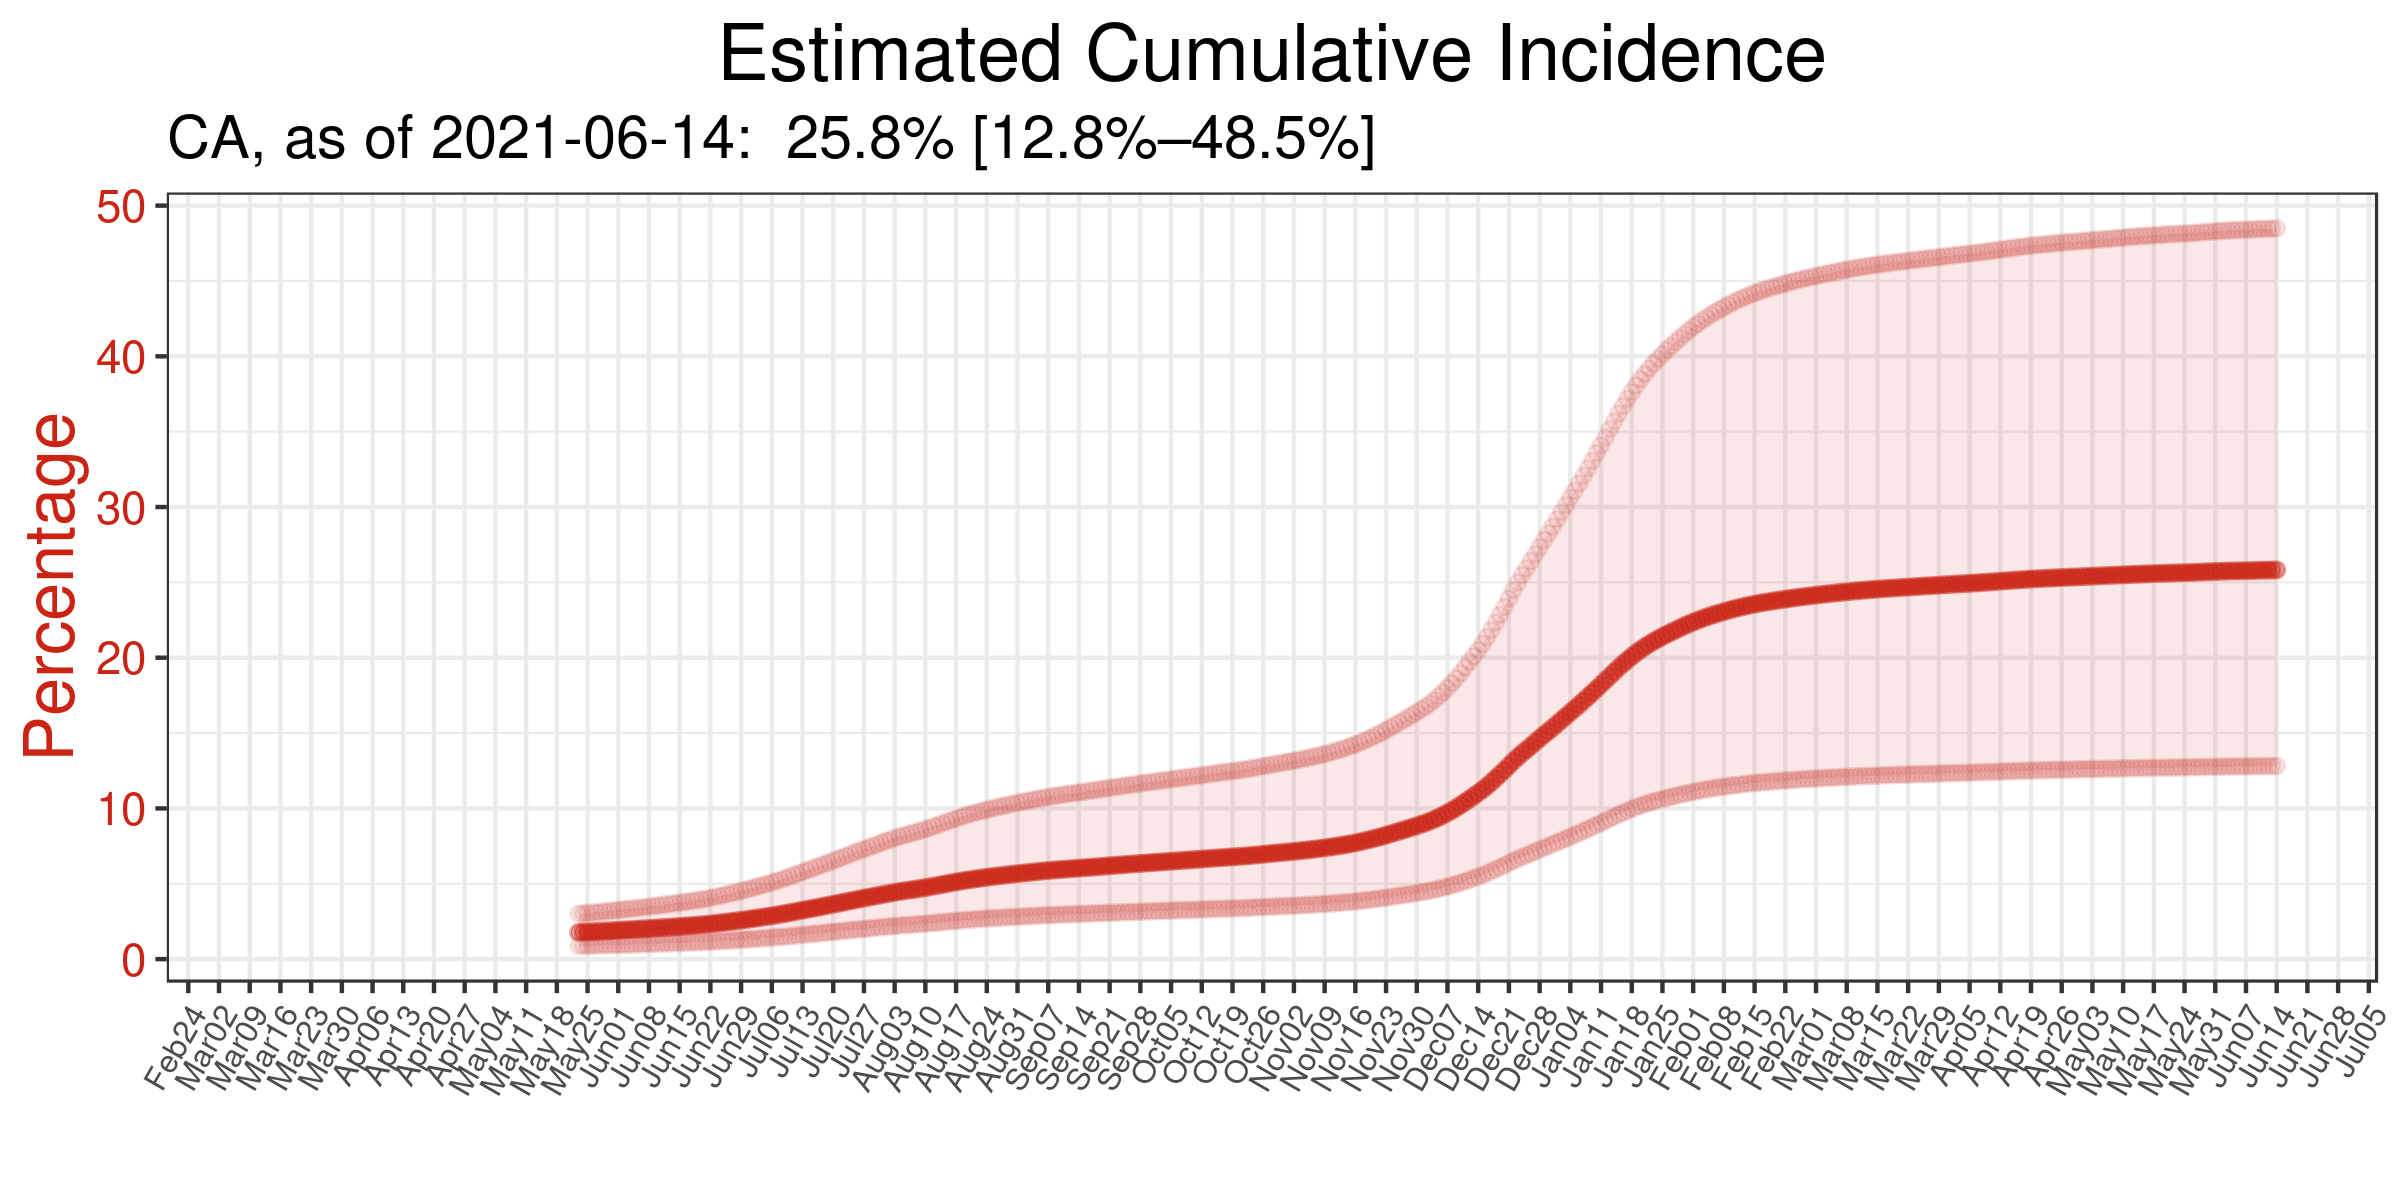 Estimated Cumulative Incidence
CA, as of 2021-06-14:  25.8% [12.8%–48.5%]
Percentage
50
40
30
20
10
0
Feb24
Mar02
Mar09
Mar16
Mar23
Mar30
Apr06
Apr13
Apr20
Apr27
May04
May11
May18
May25
Jun01
Jun08
Jun15
Jun22
Jun29
Jul06
Jul13
Jul20
Jul27
Aug03
Aug10
Aug17
Aug24
Aug31
Sep07
Sep14
Sep21
Sep28
Oct05
Oct12
Oct19
Oct26
Nov02
Nov09
Nov16
Nov23
Nov30
Dec07
Dec14
Dec21
Dec28
Jan04
Jan11
Jan18
Jan25
Feb01
Feb08
Feb15
Feb22
Mar01
Mar08
Mar15
Mar22
Mar29
Apr05
Apr12
Apr19
Apr26
May03
May10
May17
May24
May31
Jun07
Jun14
Jun21
Jun28
Jul05